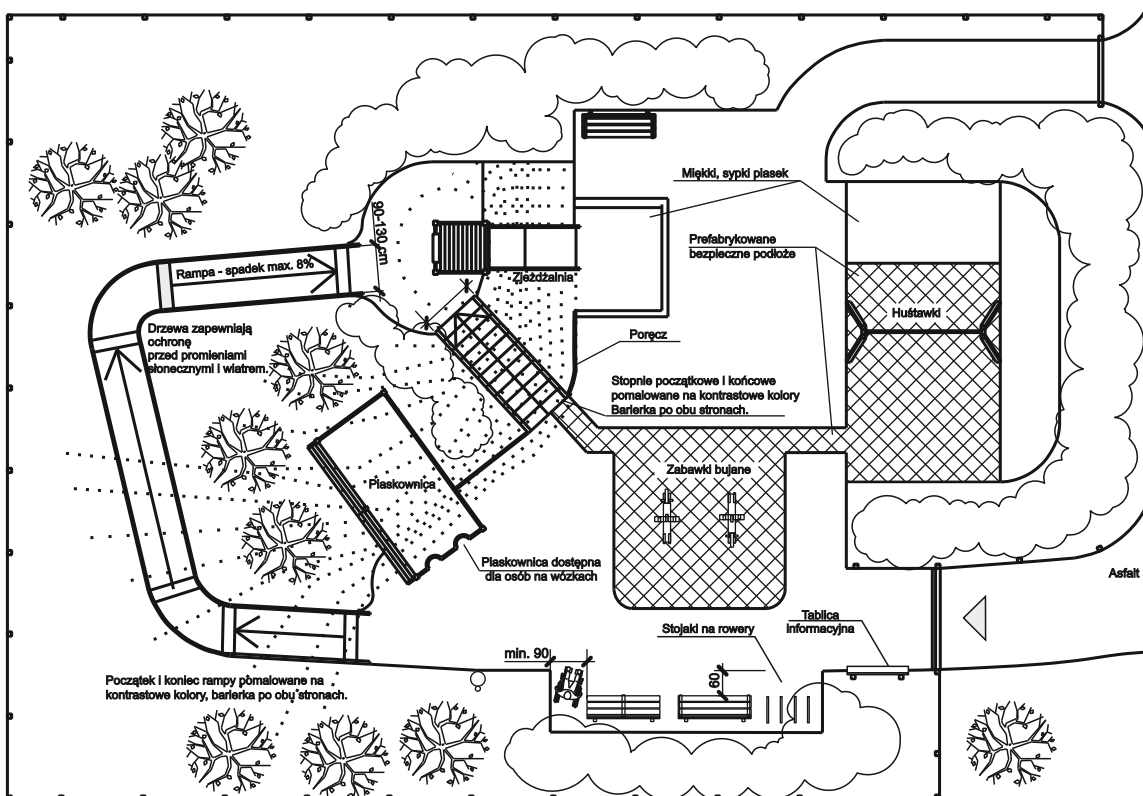 Miękki, sypki piasek
90-130 cm
Prefabrykowane
bezpieczne podłoże
Rampa - spadek max. 8%
Zjeżdżalnia
Huśtawki
Drzewa zapewniają
ochronę
przed promieniami
słonecznymi i wiatrem.
Poręcz
Stopnie początkowe i końcowe
pomalowane na kontrastowe kolory
Barierka po obu stronach.
Zabawki bujane
Piaskownica
Piaskownica dostępna
dla osób na wózkach
Asfalt
Tablica
informacyjna
Stojaki na rowery
min. 90
60
Początek i koniec rampy pomalowane na
kontrastowe kolory, barierka po obu stronach.